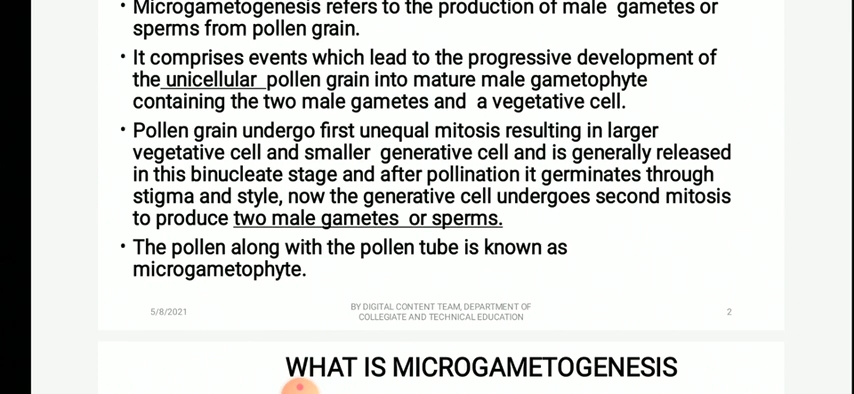 • Microgametogenesis refers to the production of male gametes or
sperms from pollen grain.
• It comprises events which lead to the progressive development of
the unicellular pollen grain into mature male gametophyte
containing the two male gametes and a vegetative cell.
• Pollen grain undergo first unequal mitosis resulting in larger
vegetative cell and smaller generative cell and is generally released
in this binucleate stage and after pollination it germinates through
stigma and style, now the generative cell undergoes second mitosis
to produce two male gametes or sperms.
• The pollen along with the pollen tube is known as
microgametophyte.
5/8/2021
BY DIGITAL CONTENT TEAM, DEPARTMENT OF
COLLEGIATE AND TECHNICAL EDUCATION
2
WHAT IS MICROGAMETOGENESIS